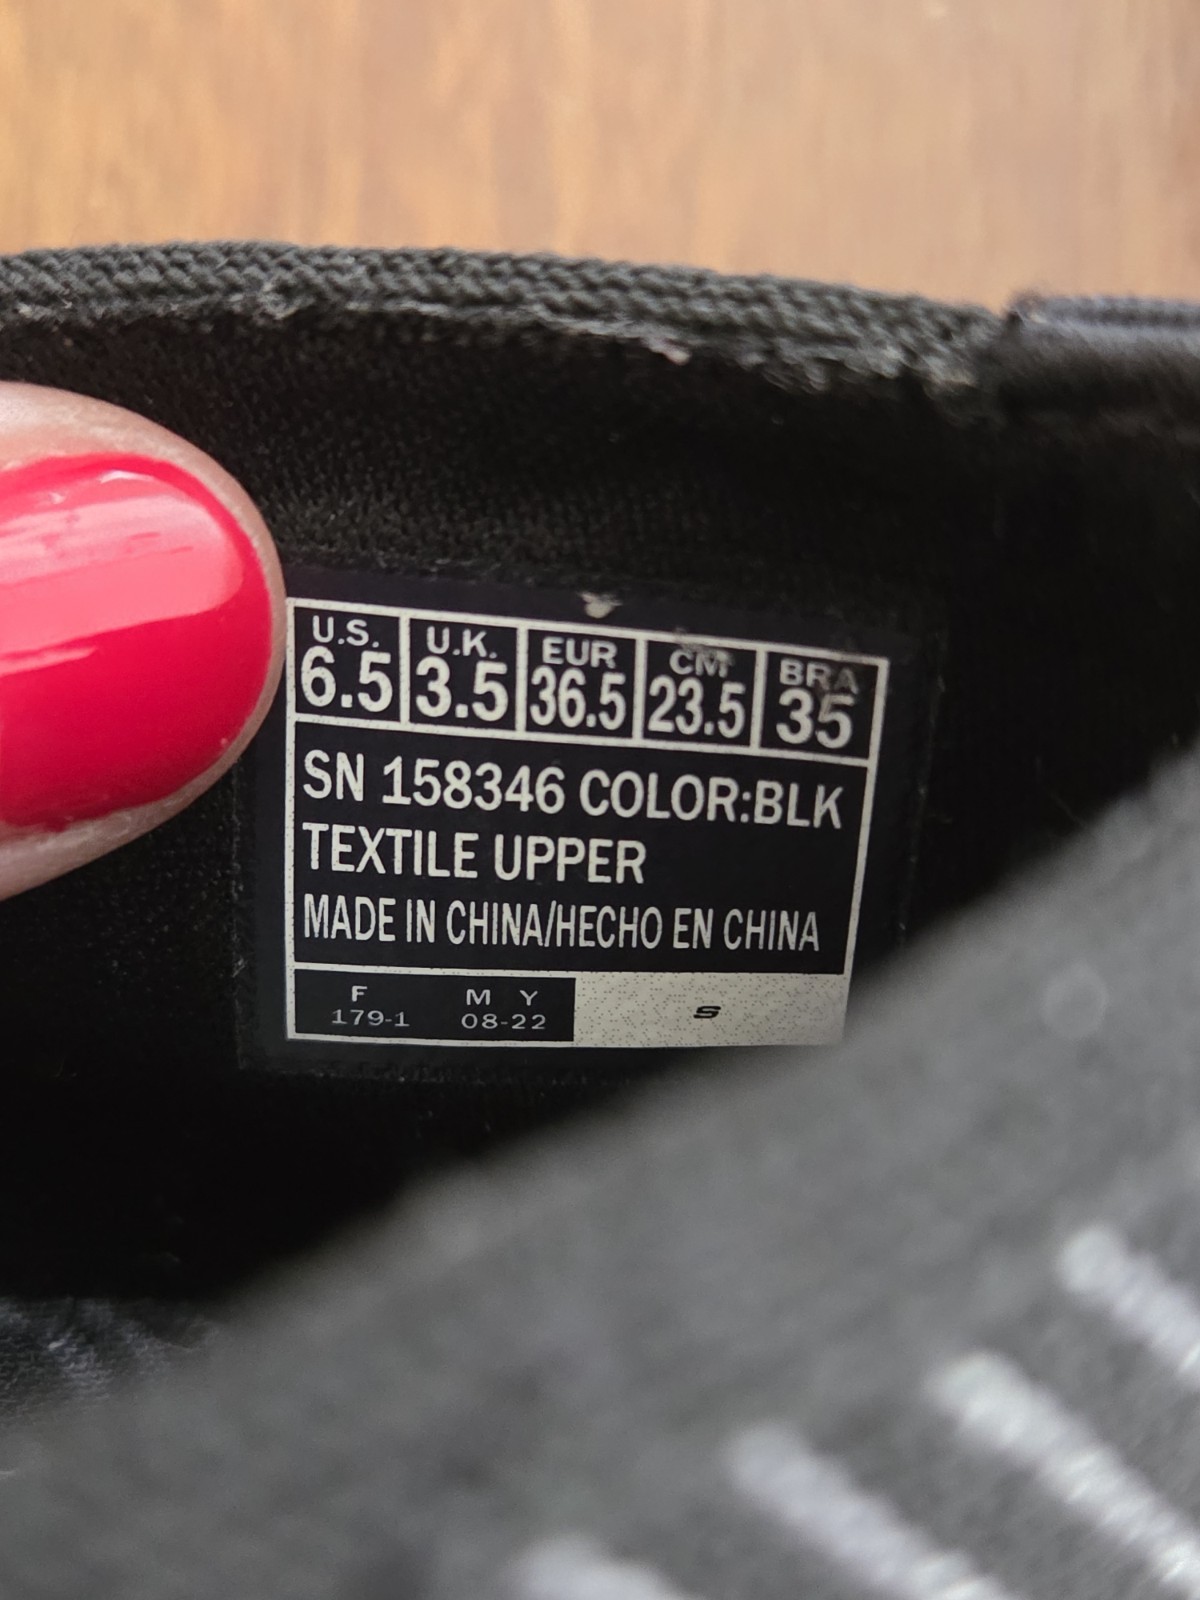 U.S. U.K. EUR CM BRA
6.5 3.5 36.5 23.5 35
SN 158346 COLOR:BLK
TEXTILE UPPER
MADE IN CHINA/HECHO EN CHINA
F M Y
179-1 08-22
S